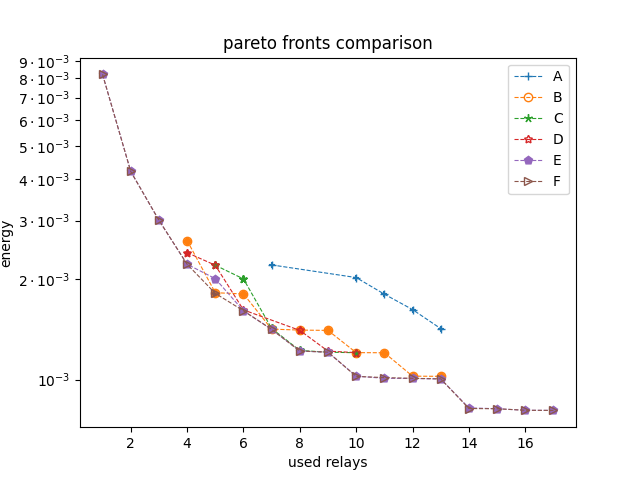 pareto fronts comparison
9·10⁻³
8·10⁻³
7·10⁻³
6·10⁻³
5·10⁻³
4·10⁻³
3·10⁻³
2·10⁻³
10⁻³
energy
A
B
C
D
E
F
2 4 6 8 10 12 14 16
used relays